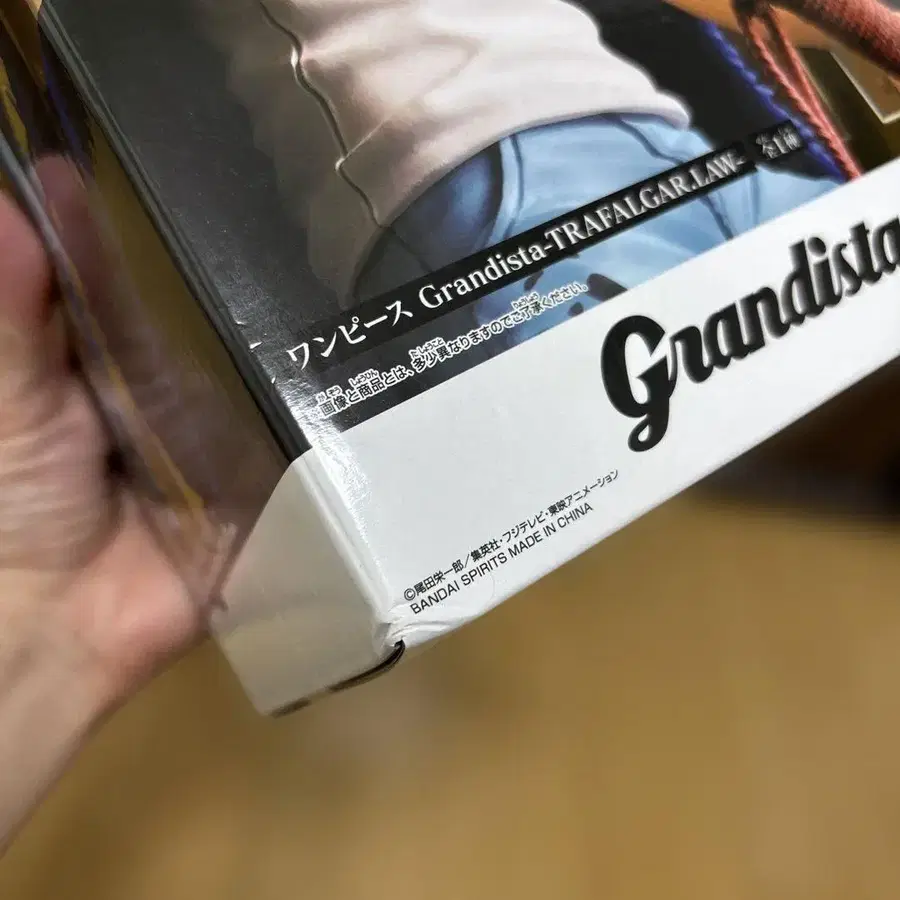 ワンピース Grandista-TRAFALGAR.LAW- 全1種
画像と商品とは、多少異なりますのでご了承ください。
Grandista
©尾田栄一郎/集英社・フジテレビ・東映アニメーション
BANDAI SPIRITS MADE IN CHINA